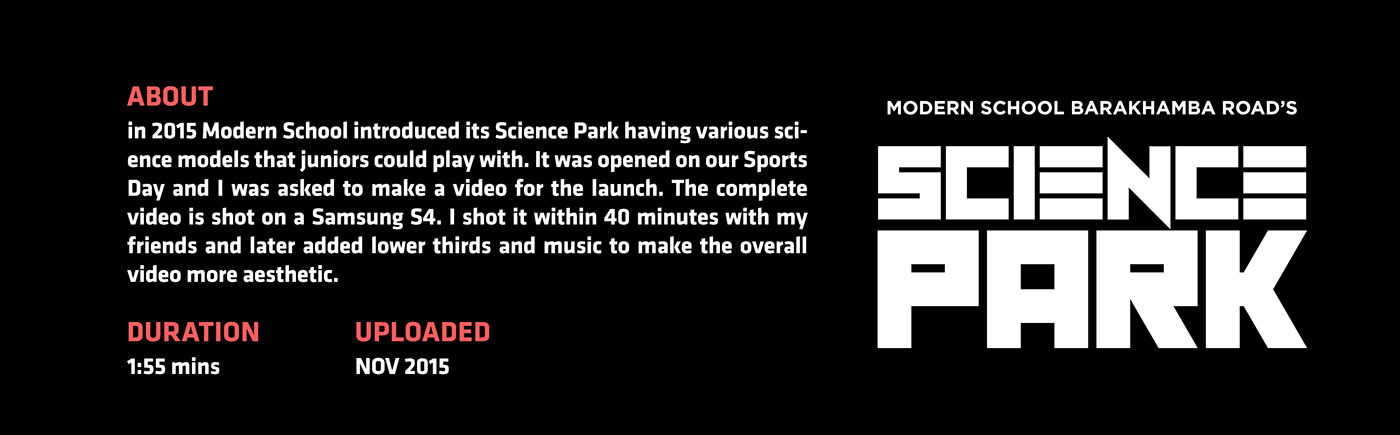 ABOUT
in 2015 Modern School introduced its Science Park having various sci-
ence models that juniors could play with. It was opened on our Sports
Day and I was asked to make a video for the launch. The complete
video is shot on a Samsung S4. I shot it within 40 minutes with my
friends and later added lower thirds and music to make the overall
video more aesthetic.
DURATION
1:55 mins
UPLOADED
NOV 2015
MODERN SCHOOL BARAKHAMBA ROAD'S
SCIENCE
PARK